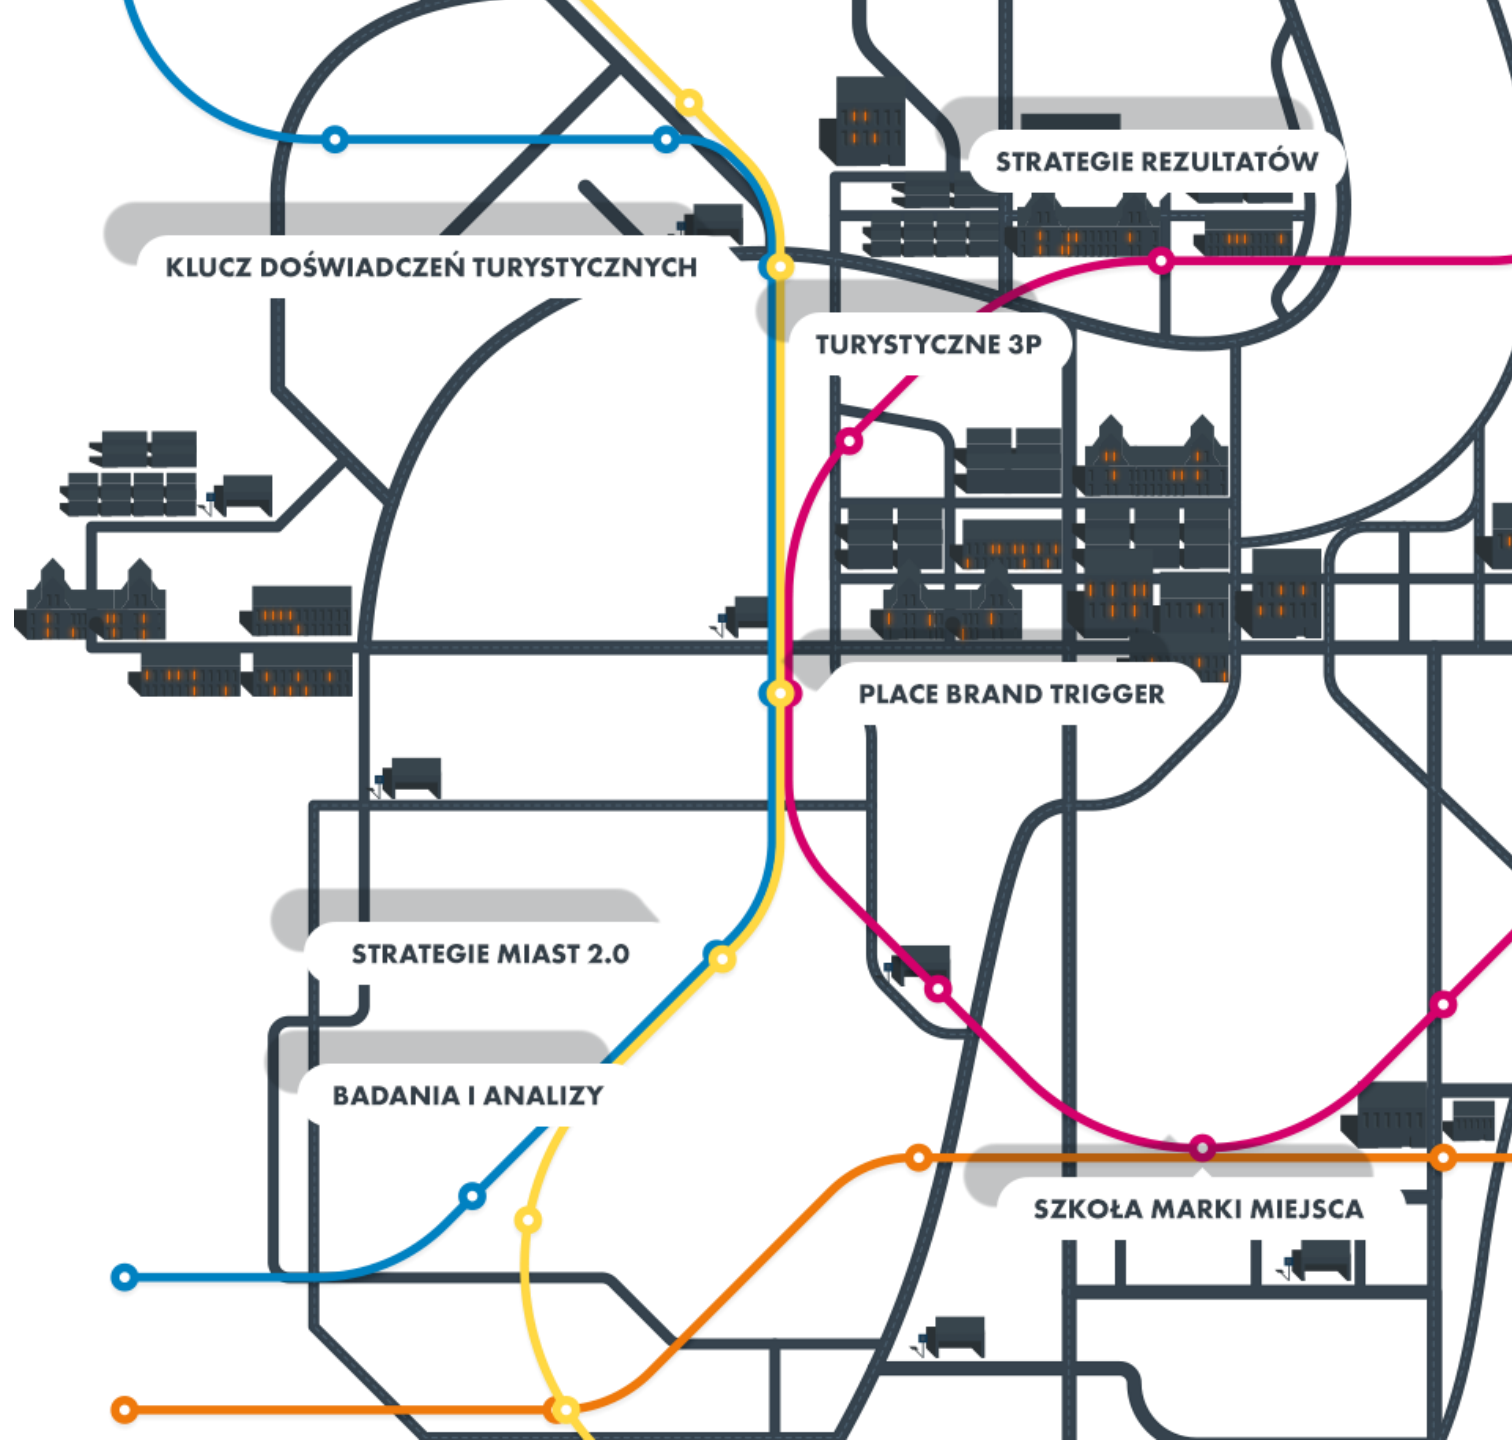 STRATEGIE REZULTATÓW
KLUCZ DOŚWIADCZEŃ TURYSTYCZNYCH
TURYSTYCZNE 3P
PLACE BRAND TRIGGER
STRATEGIE MIAST 2.0
BADANIA I ANALIZY
SZKOŁA MARKI MIEJSCA